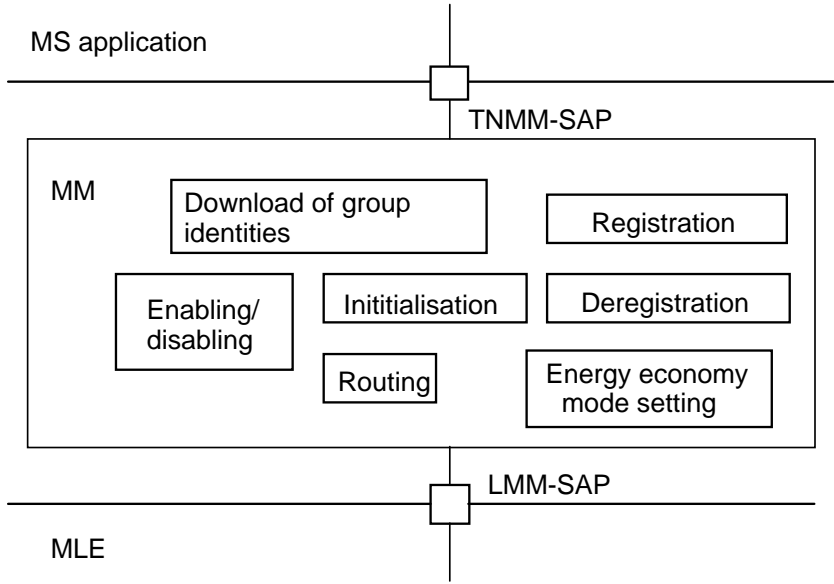 MS application
TNMM-SAP
MM
Download of group
identities
Registration
Enabling/
disabling
Inititialisation
Deregistration
Routing
Energy economy
mode setting
LMM-SAP
MLE